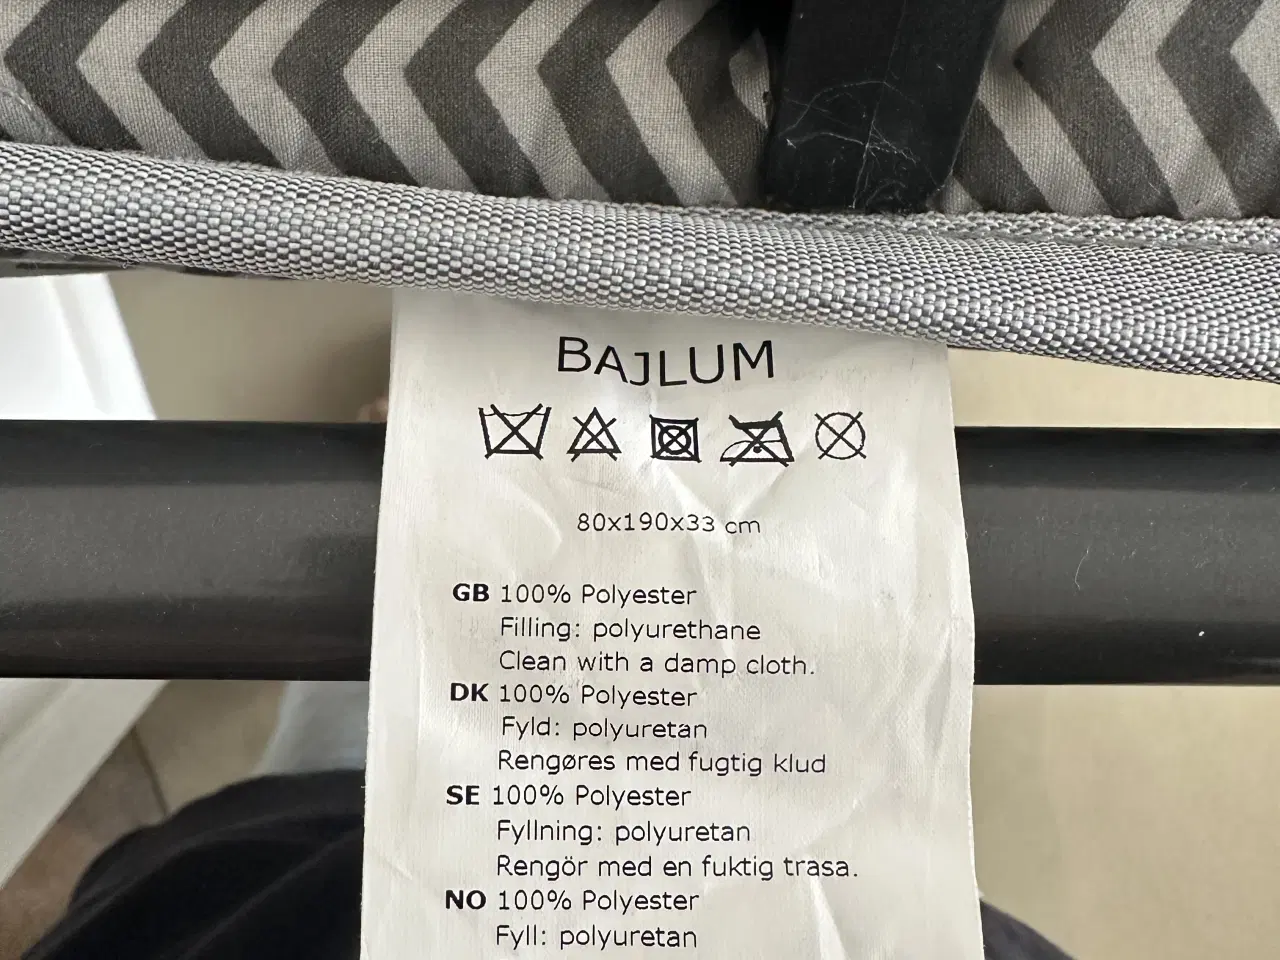 BAJLUM
80x190x33 cm
GB 100% Polyester
Filling: polyurethane
Clean with a damp cloth.
DK 100% Polyester
Fyld: polyuretan
Rengøres med fugtig klud
SE 100% Polyester
Fyllning: polyuretan
Rengör med en fuktig trasa.
NO 100% Polyester
Fyll: polyuretan